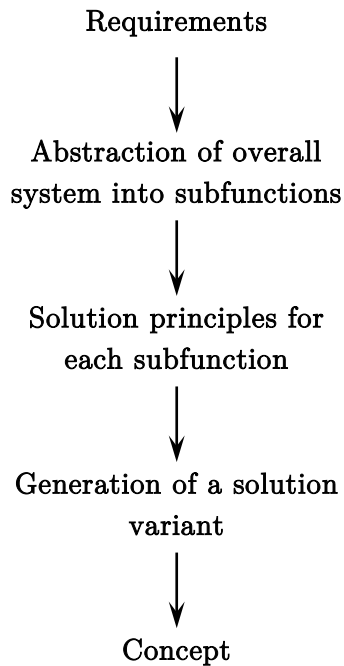 Requirements
Abstraction of overall
system into subfunctions
Solution principles for
each subfunction
Generation of a solution
variant
Concept